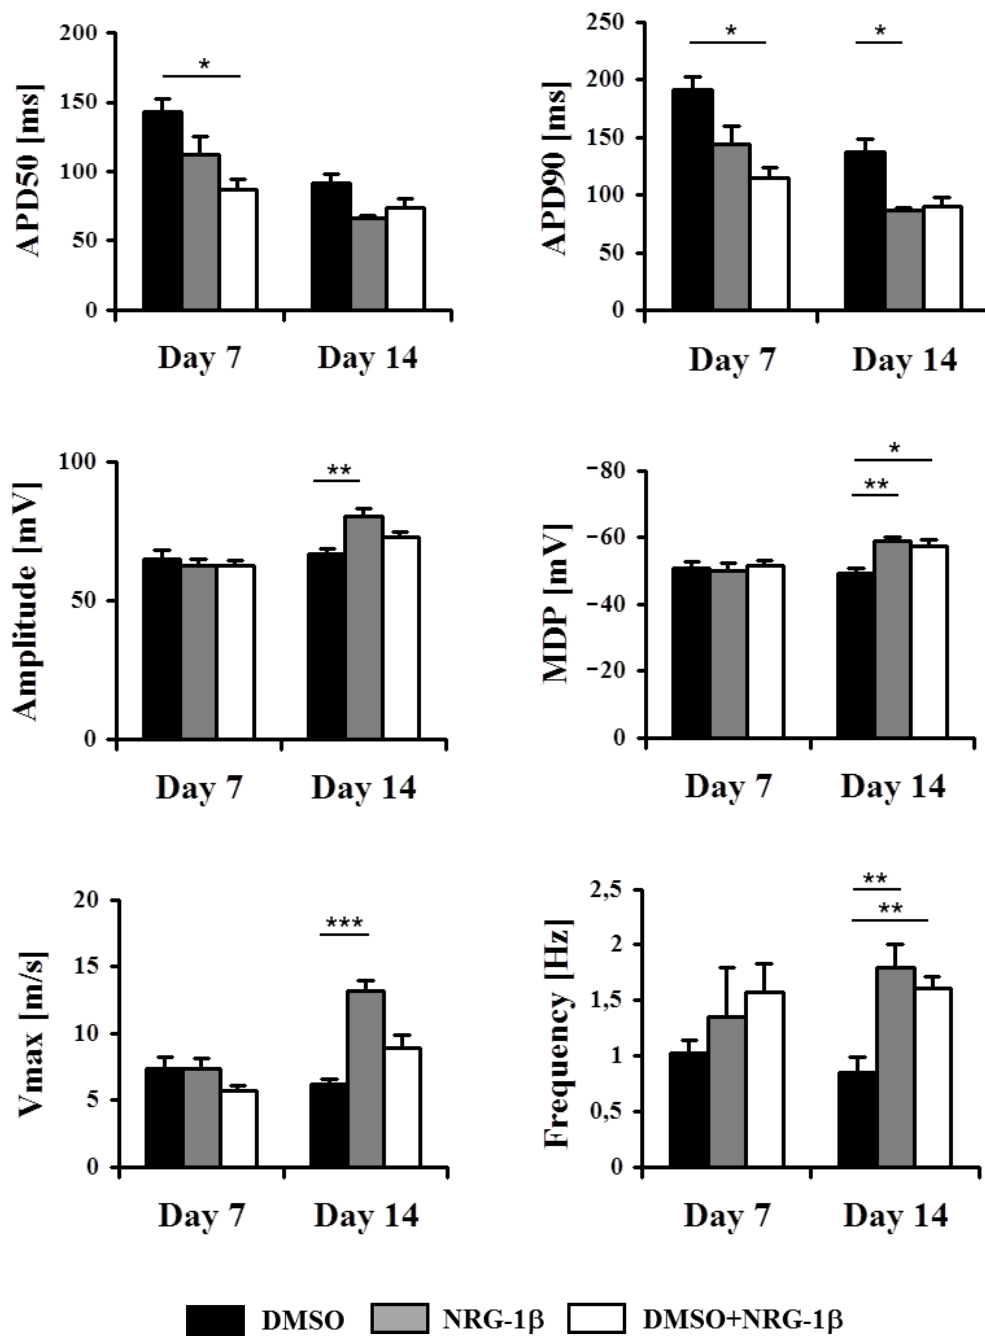 APD50 [ms]
200
150
100
50
0
*
Day 7
Day 14
APD90 [ms]
250
200
150
100
50
0
*
*
Day 7
Day 14
Amplitude [mV]
100
50
0
**
Day 7
Day 14
MDP [mV]
-80
-60
-40
-20
0
*
**
Day 7
Day 14
Vmax [m/s]
20
15
10
5
0
***
Day 7
Day 14
Frequency [Hz]
2,5
2
1,5
1
0,5
0
**
**
Day 7
Day 14
DMSO
NRG-1β
DMSO+NRG-1β